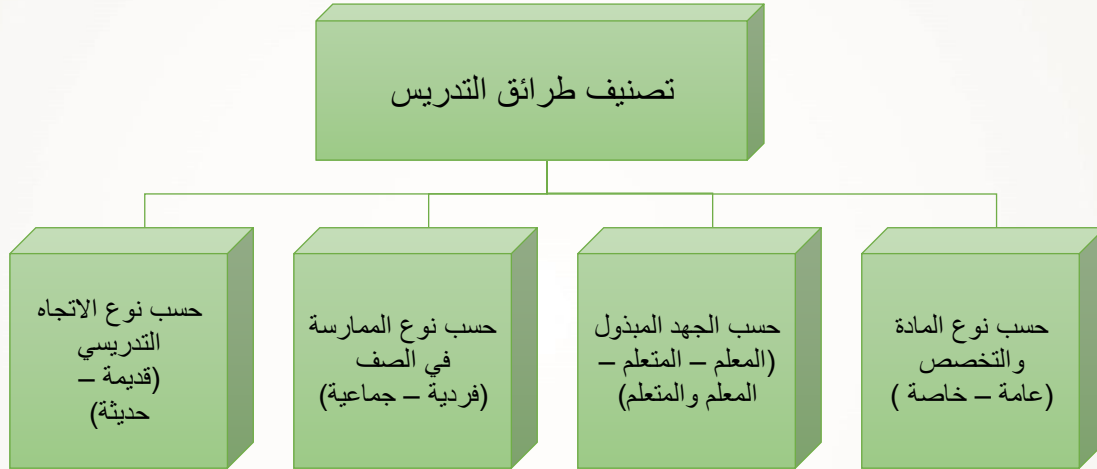 تصنيف طرائق التدريس
حسب نوع المادة
والتخصص
(عامة – خاصة )
حسب الجهد المبذول
(المعلم – المتعلم –
المعلم والمتعلم)
حسب نوع الممارسة
في الصف
(فردية – جماعية)
حسب نوع الاتجاه
التدريسي
(قديمة –
حديثة)